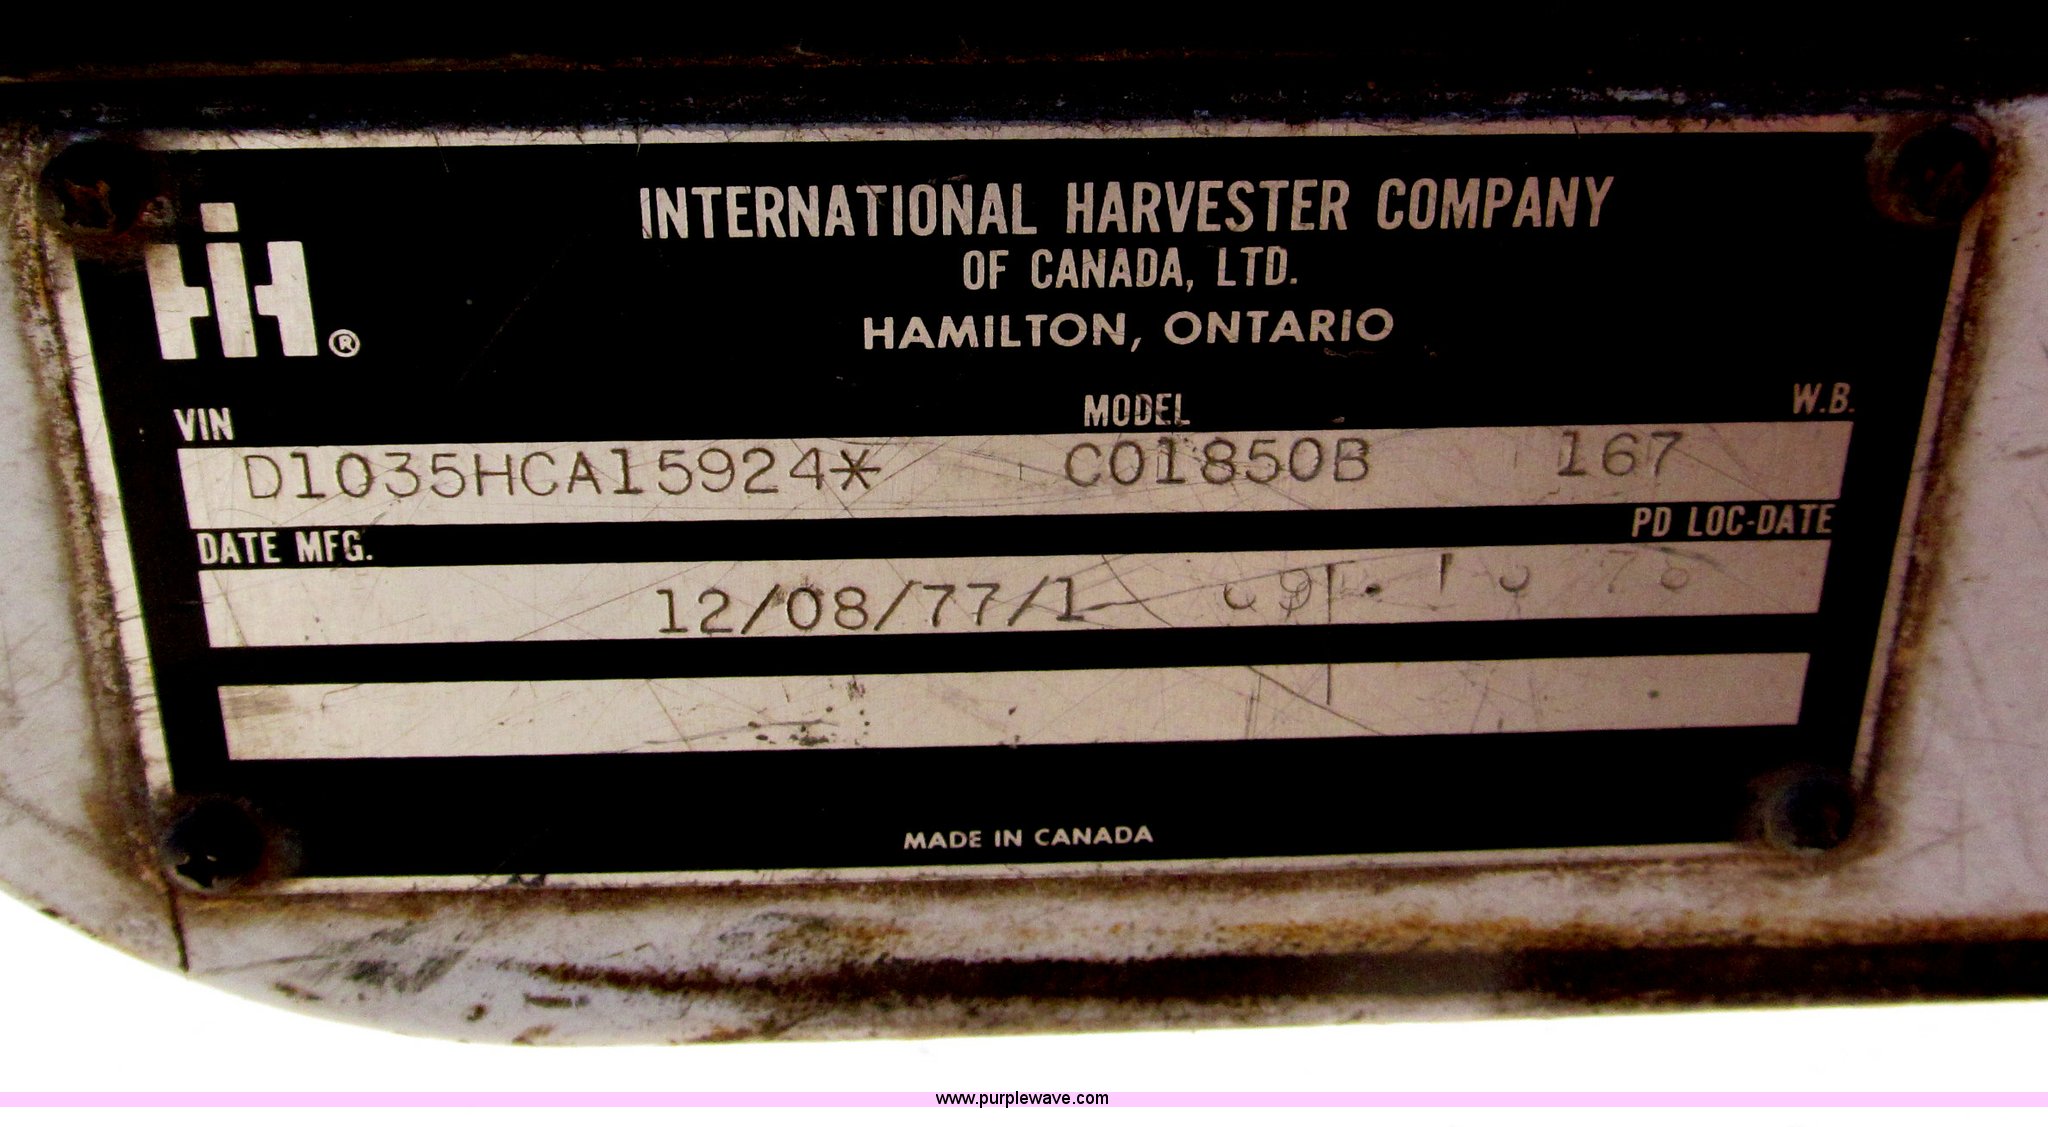 IH®
INTERNATIONAL HARVESTER COMPANY
OF CANADA, LTD.
HAMILTON, ONTARIO
VIN MODEL W.B.
D1035HCA15924* CO1850B 167
DATE MFG. PD LOC-DATE
12/08/77/1
MADE IN CANADA
www.purplewave.com